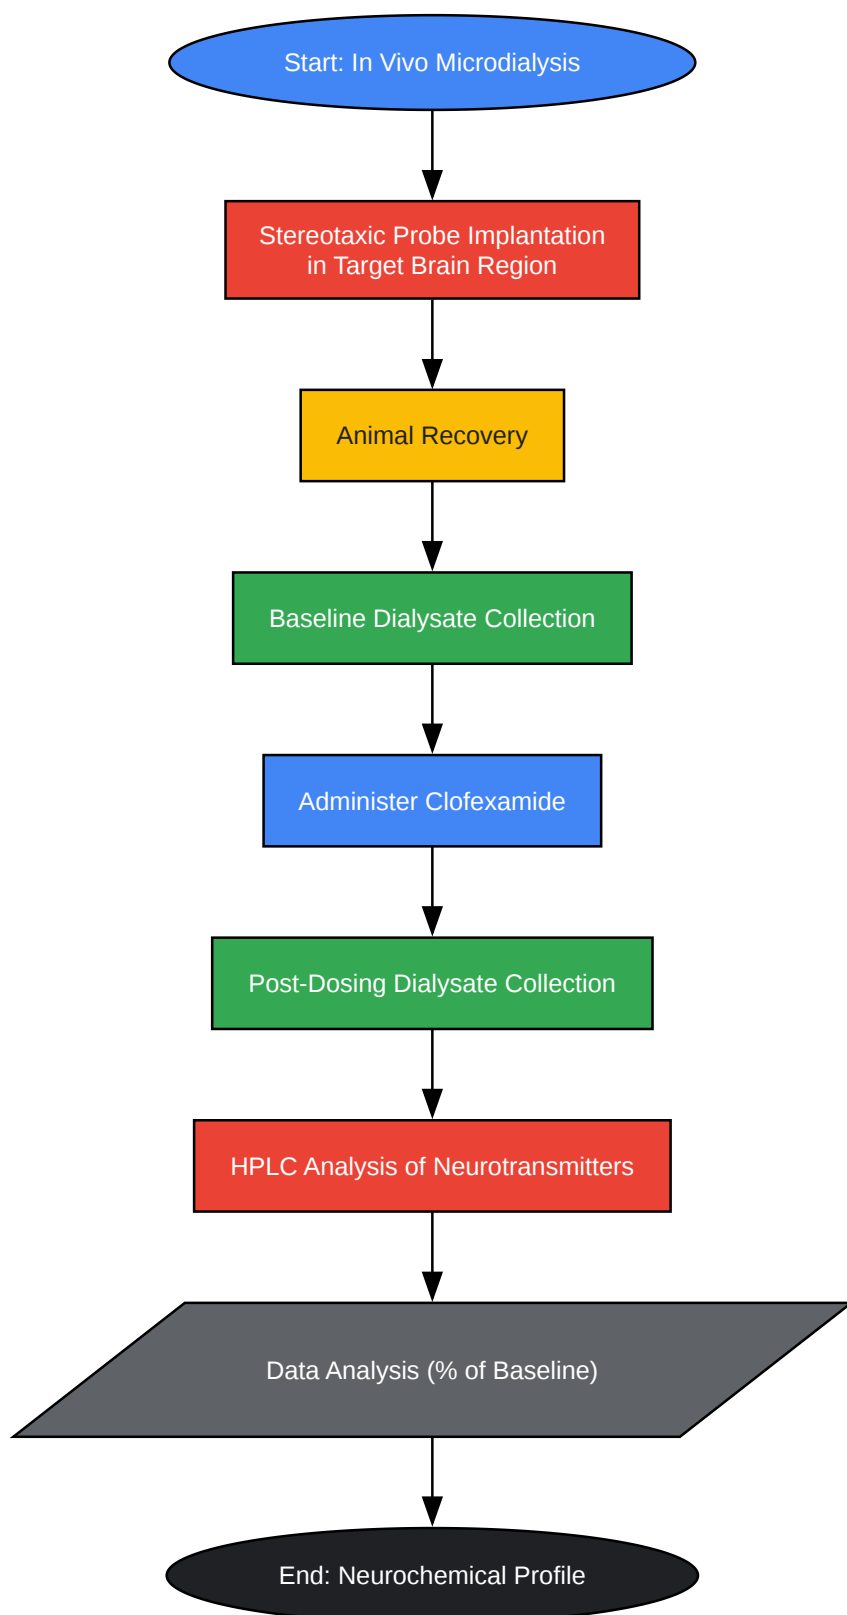 Start: In Vivo Microdialysis
Stereotaxic Probe Implantation
in Target Brain Region
Animal Recovery
Baseline Dialysate Collection
Administer Clofexamide
Post-Dosing Dialysate Collection
HPLC Analysis of Neurotransmitters
Data Analysis (% of Baseline)
End: Neurochemical Profile